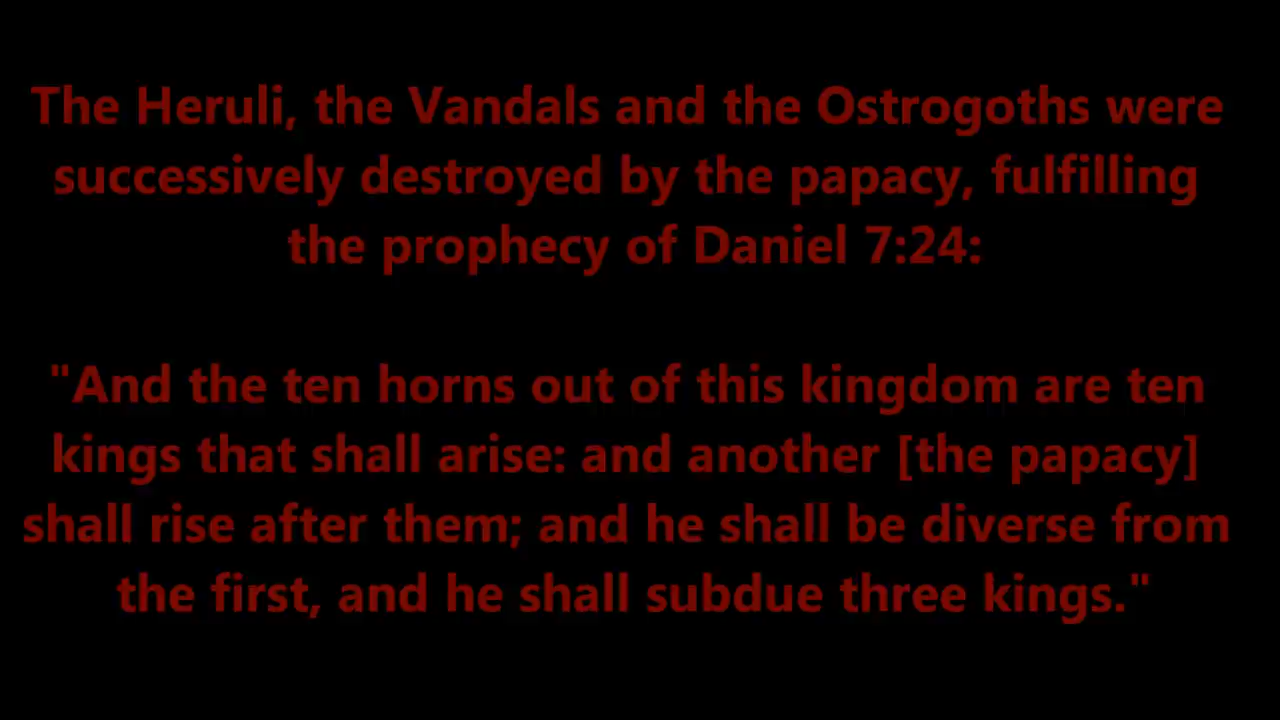 The Heruli, the Vandals and the Ostrogoths were
successively destroyed by the papacy, fulfilling
the prophecy of Daniel 7:24:
"And the ten horns out of this kingdom are ten
kings that shall arise: and another [the papacy]
shall rise after them; and he shall be diverse from
the first, and he shall subdue three kings."